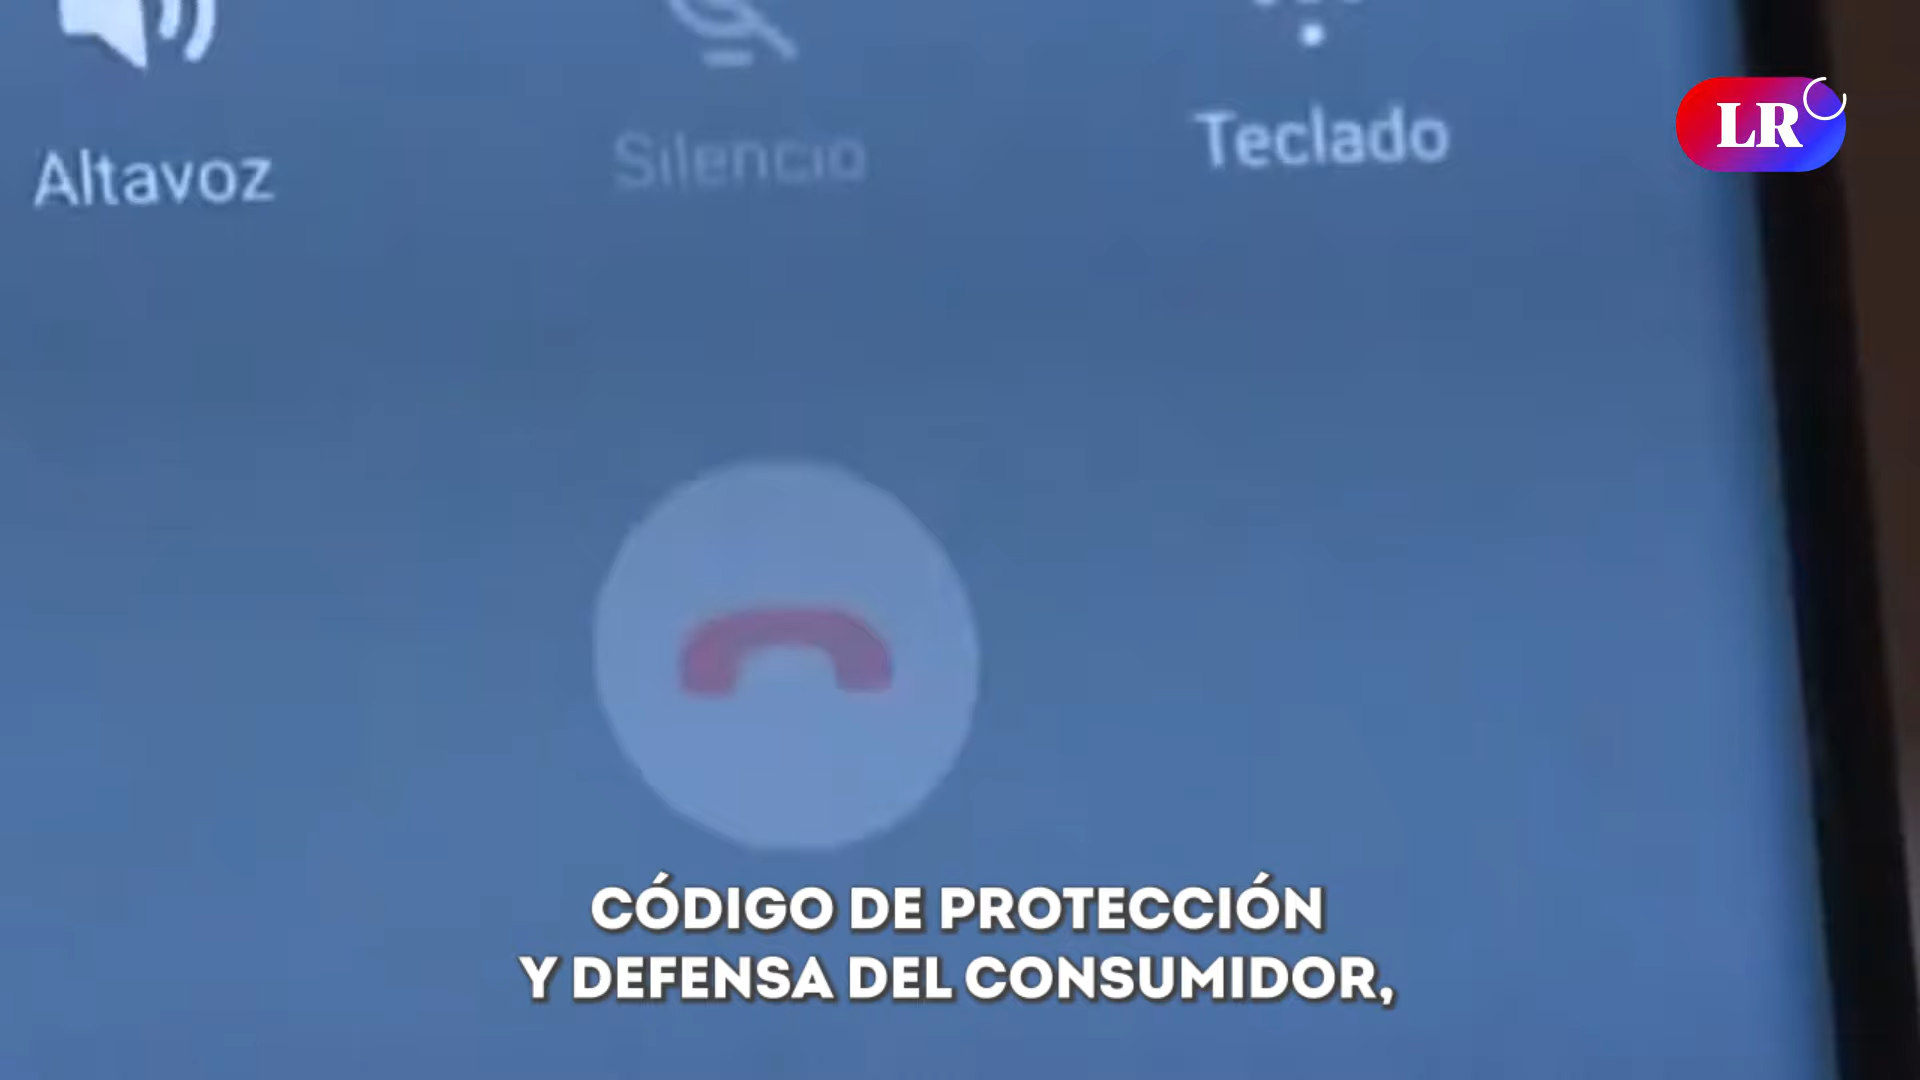 LR
Altavoz
Silencio
Teclado
CÓDIGO DE PROTECCIÓN
Y DEFENSA DEL CONSUMIDOR,